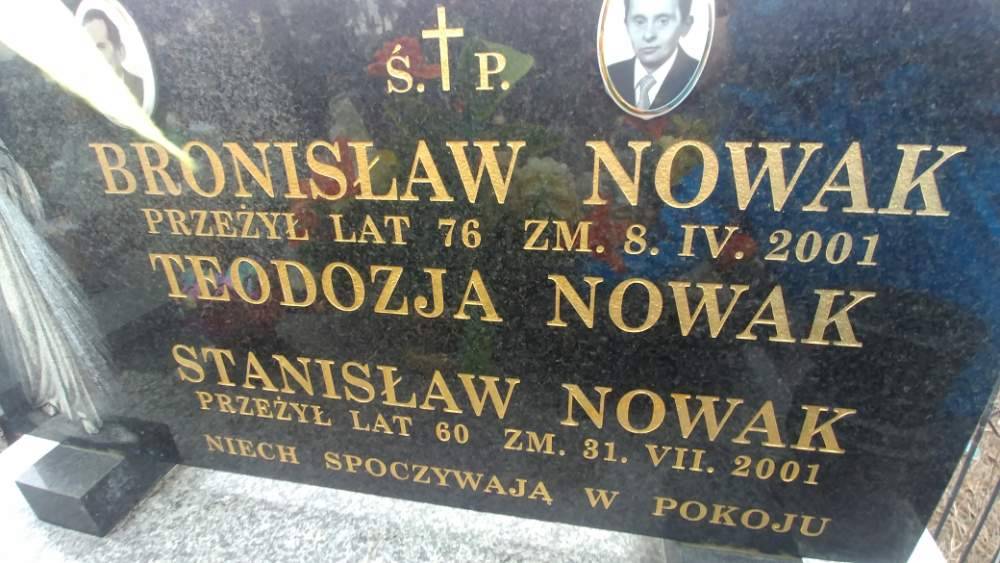 Ś. P.
BRONISŁAW NOWAK
PRZEŻYŁ LAT 76 ZM. 8. IV. 2001
TEODOZJA NOWAK
STANISŁAW NOWAK
PRZEŻYŁ LAT 60 ZM. 31. VII. 2001
NIECH SPOCZYWAJĄ W POKOJU